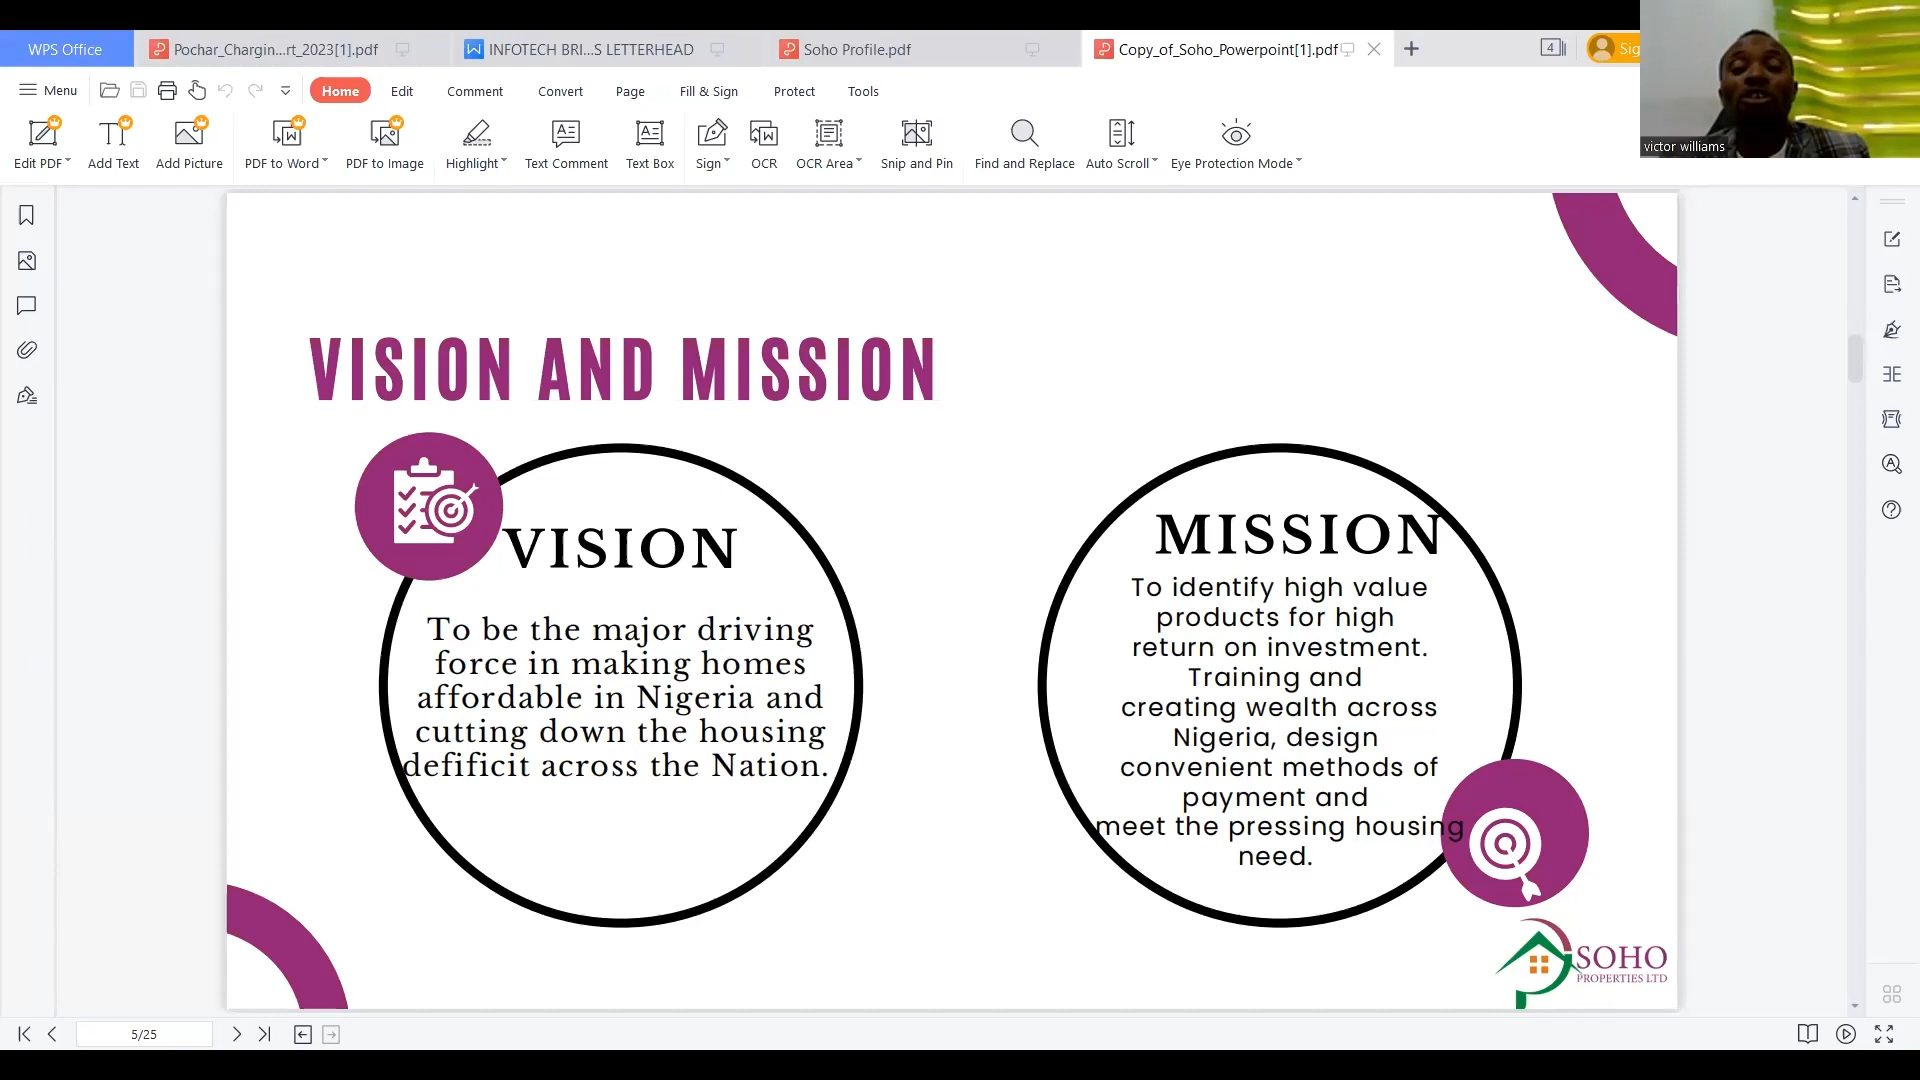 WPS Office
Pochar_Chargin...rt_2023[1].pdf
INFOTECH BRI...S LETTERHEAD
Soho Profile.pdf
Copy_of_Soho_Powerpoint[1].pdf
4
Sig
Menu
Home
Edit
Comment
Convert
Page
Fill & Sign
Protect
Tools
Edit PDF
Add Text
Add Picture
PDF to Word
PDF to Image
Highlight
Text Comment
Text Box
Sign
OCR
OCR Area
Snip and Pin
Find and Replace
Auto Scroll
Eye Protection Mode
victor williams
VISION AND MISSION
VISION
To be the major driving
force in making homes
affordable in Nigeria and
cutting down the housing
defificit across the Nation.
MISSION
To identify high value
products for high
return on investment.
Training and
creating wealth across
Nigeria, design
convenient methods of
payment and
meet the pressing housing
need.
SOHO
PROPERTIES LTD
5/25